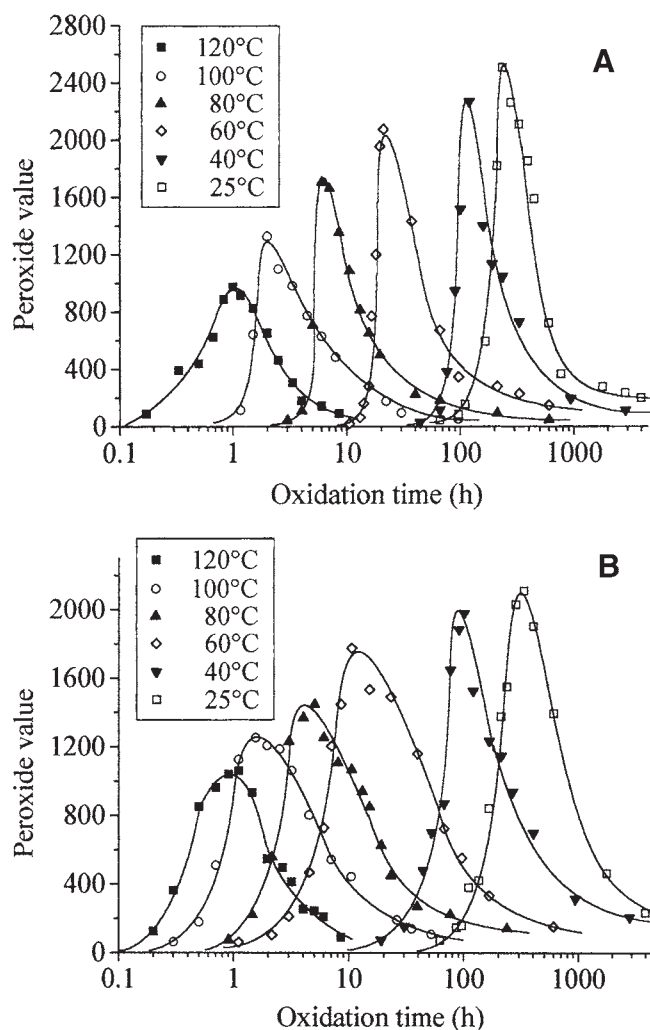 A
2800
2400
2000
1600
1200
800
400
0
Peroxide value
120°C
100°C
80°C
60°C
40°C
25°C
0.1 1 10 100 1000
Oxidation time (h)
B
2000
1600
1200
800
400
0
Peroxide value
120°C
100°C
80°C
60°C
40°C
25°C
0.1 1 10 100 1000
Oxidation time (h)